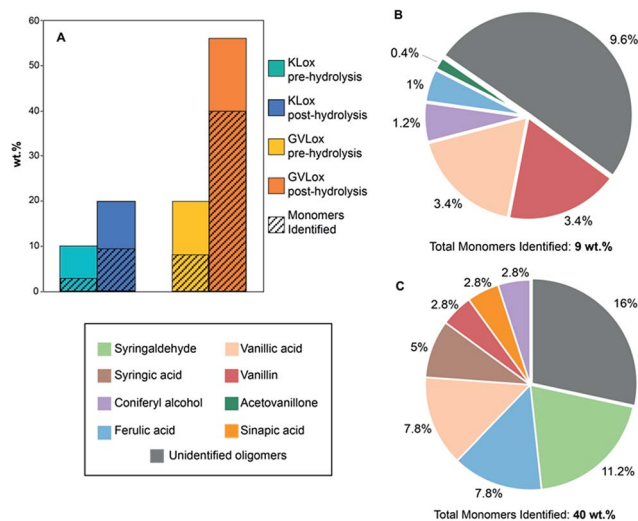 A
60
50
40
30
20
10
0
wt.%
KLox
pre-hydrolysis
KLox
post-hydrolysis
GVLox
pre-hydrolysis
GVLox
post-hydrolysis
Monomers
Identified
B
9.6%
0.4%
1%
1.2%
3.4%
3.4%
Total Monomers Identified: 9 wt.%
C
2.8%
2.8%
2.8%
16%
5%
7.8%
7.8%
11.2%
Total Monomers Identified: 40 wt.%
Syringaldehyde
Vanillic acid
Syringic acid
Vanillin
Coniferyl alcohol
Acetovanillone
Ferulic acid
Sinapic acid
Unidentified oligomers